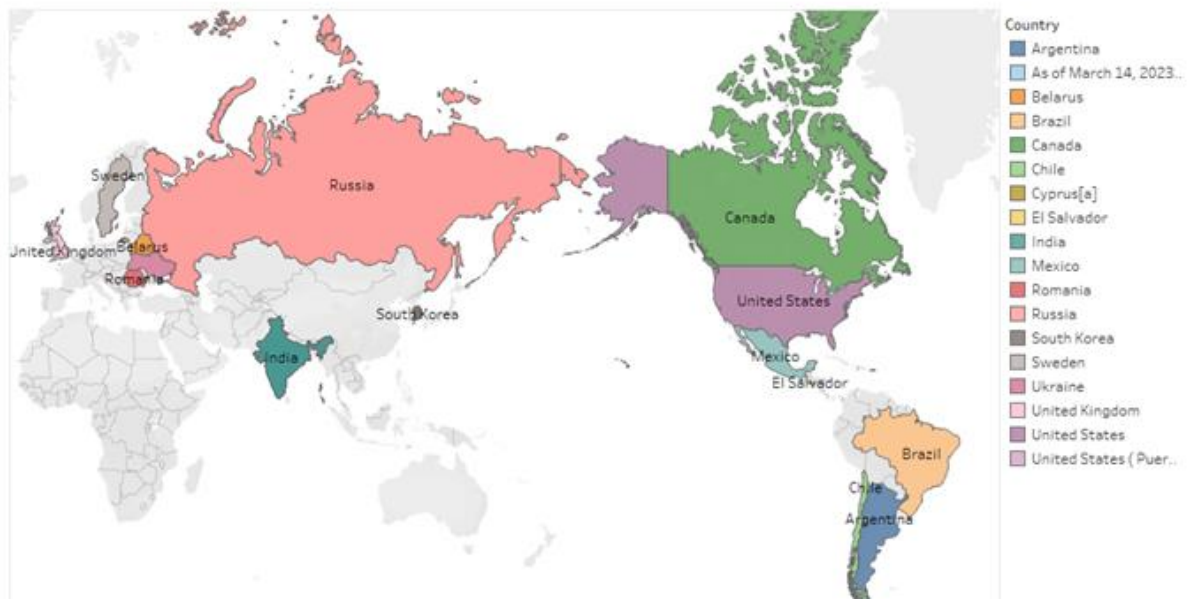 Country
Argentina
As of March 14, 2023..
Belarus
Brazil
Canada
Chile
Cyprus[a]
El Salvador
India
Mexico
Romania
Russia
South Korea
Sweden
Ukraine
United Kingdom
United States
United States ( Puer..
Sweden
Russia
Canada
United Kingdom
Belarus
Romania
South Korea
United States
India
Mexico
El Salvador
Brazil
Chile
Argentina